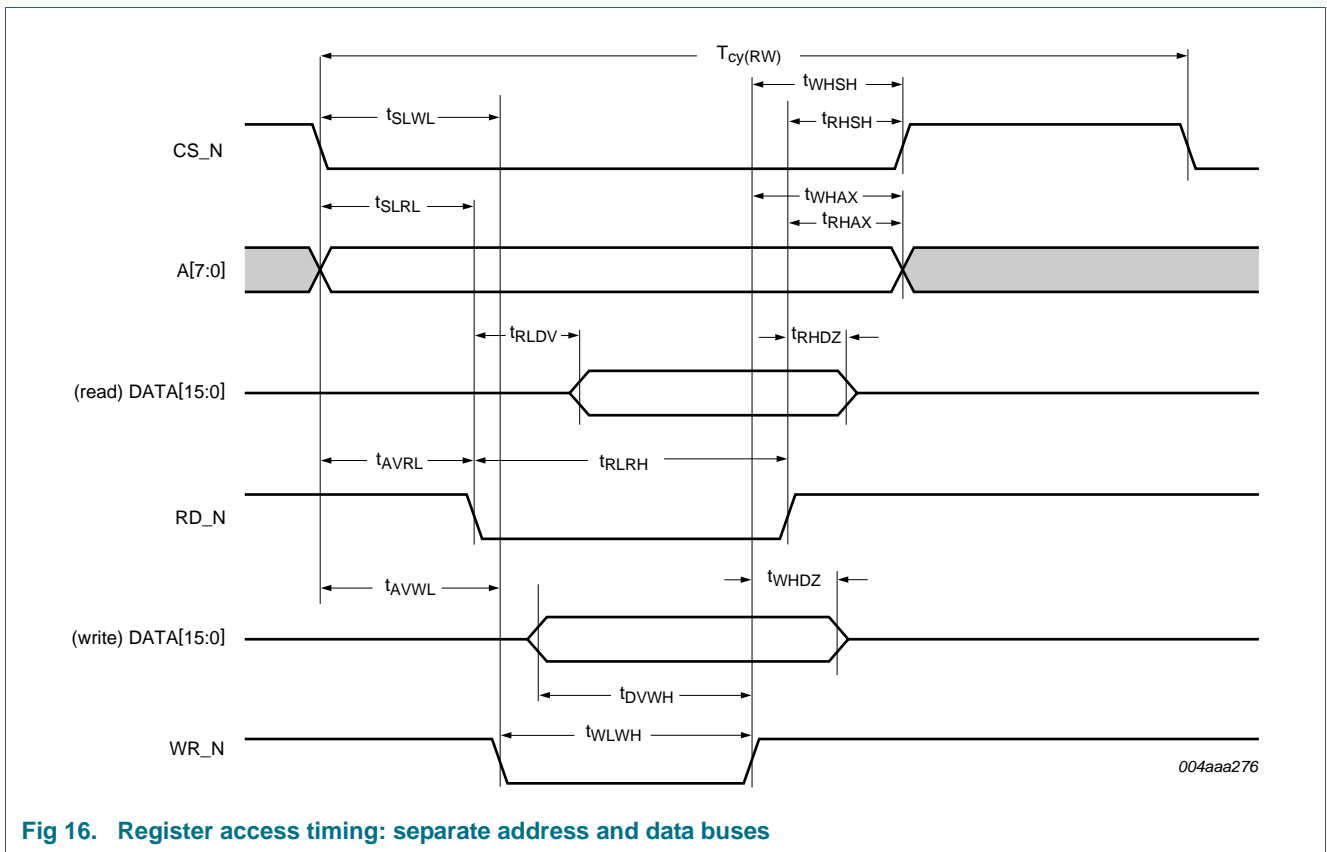 Tcy(RW)
tWHSH
tSLWL
tRHSH
CS_N
tWHAX
tSLRL
tRHAX
A[7:0]
tRLDV
tRHDZ
(read) DATA[15:0]
tAVRL
tRLRH
RD_N
tWHDZ
tAVWL
(write) DATA[15:0]
tDVWH
tWLWH
WR_N
004aaa276
Fig 16. Register access timing: separate address and data buses